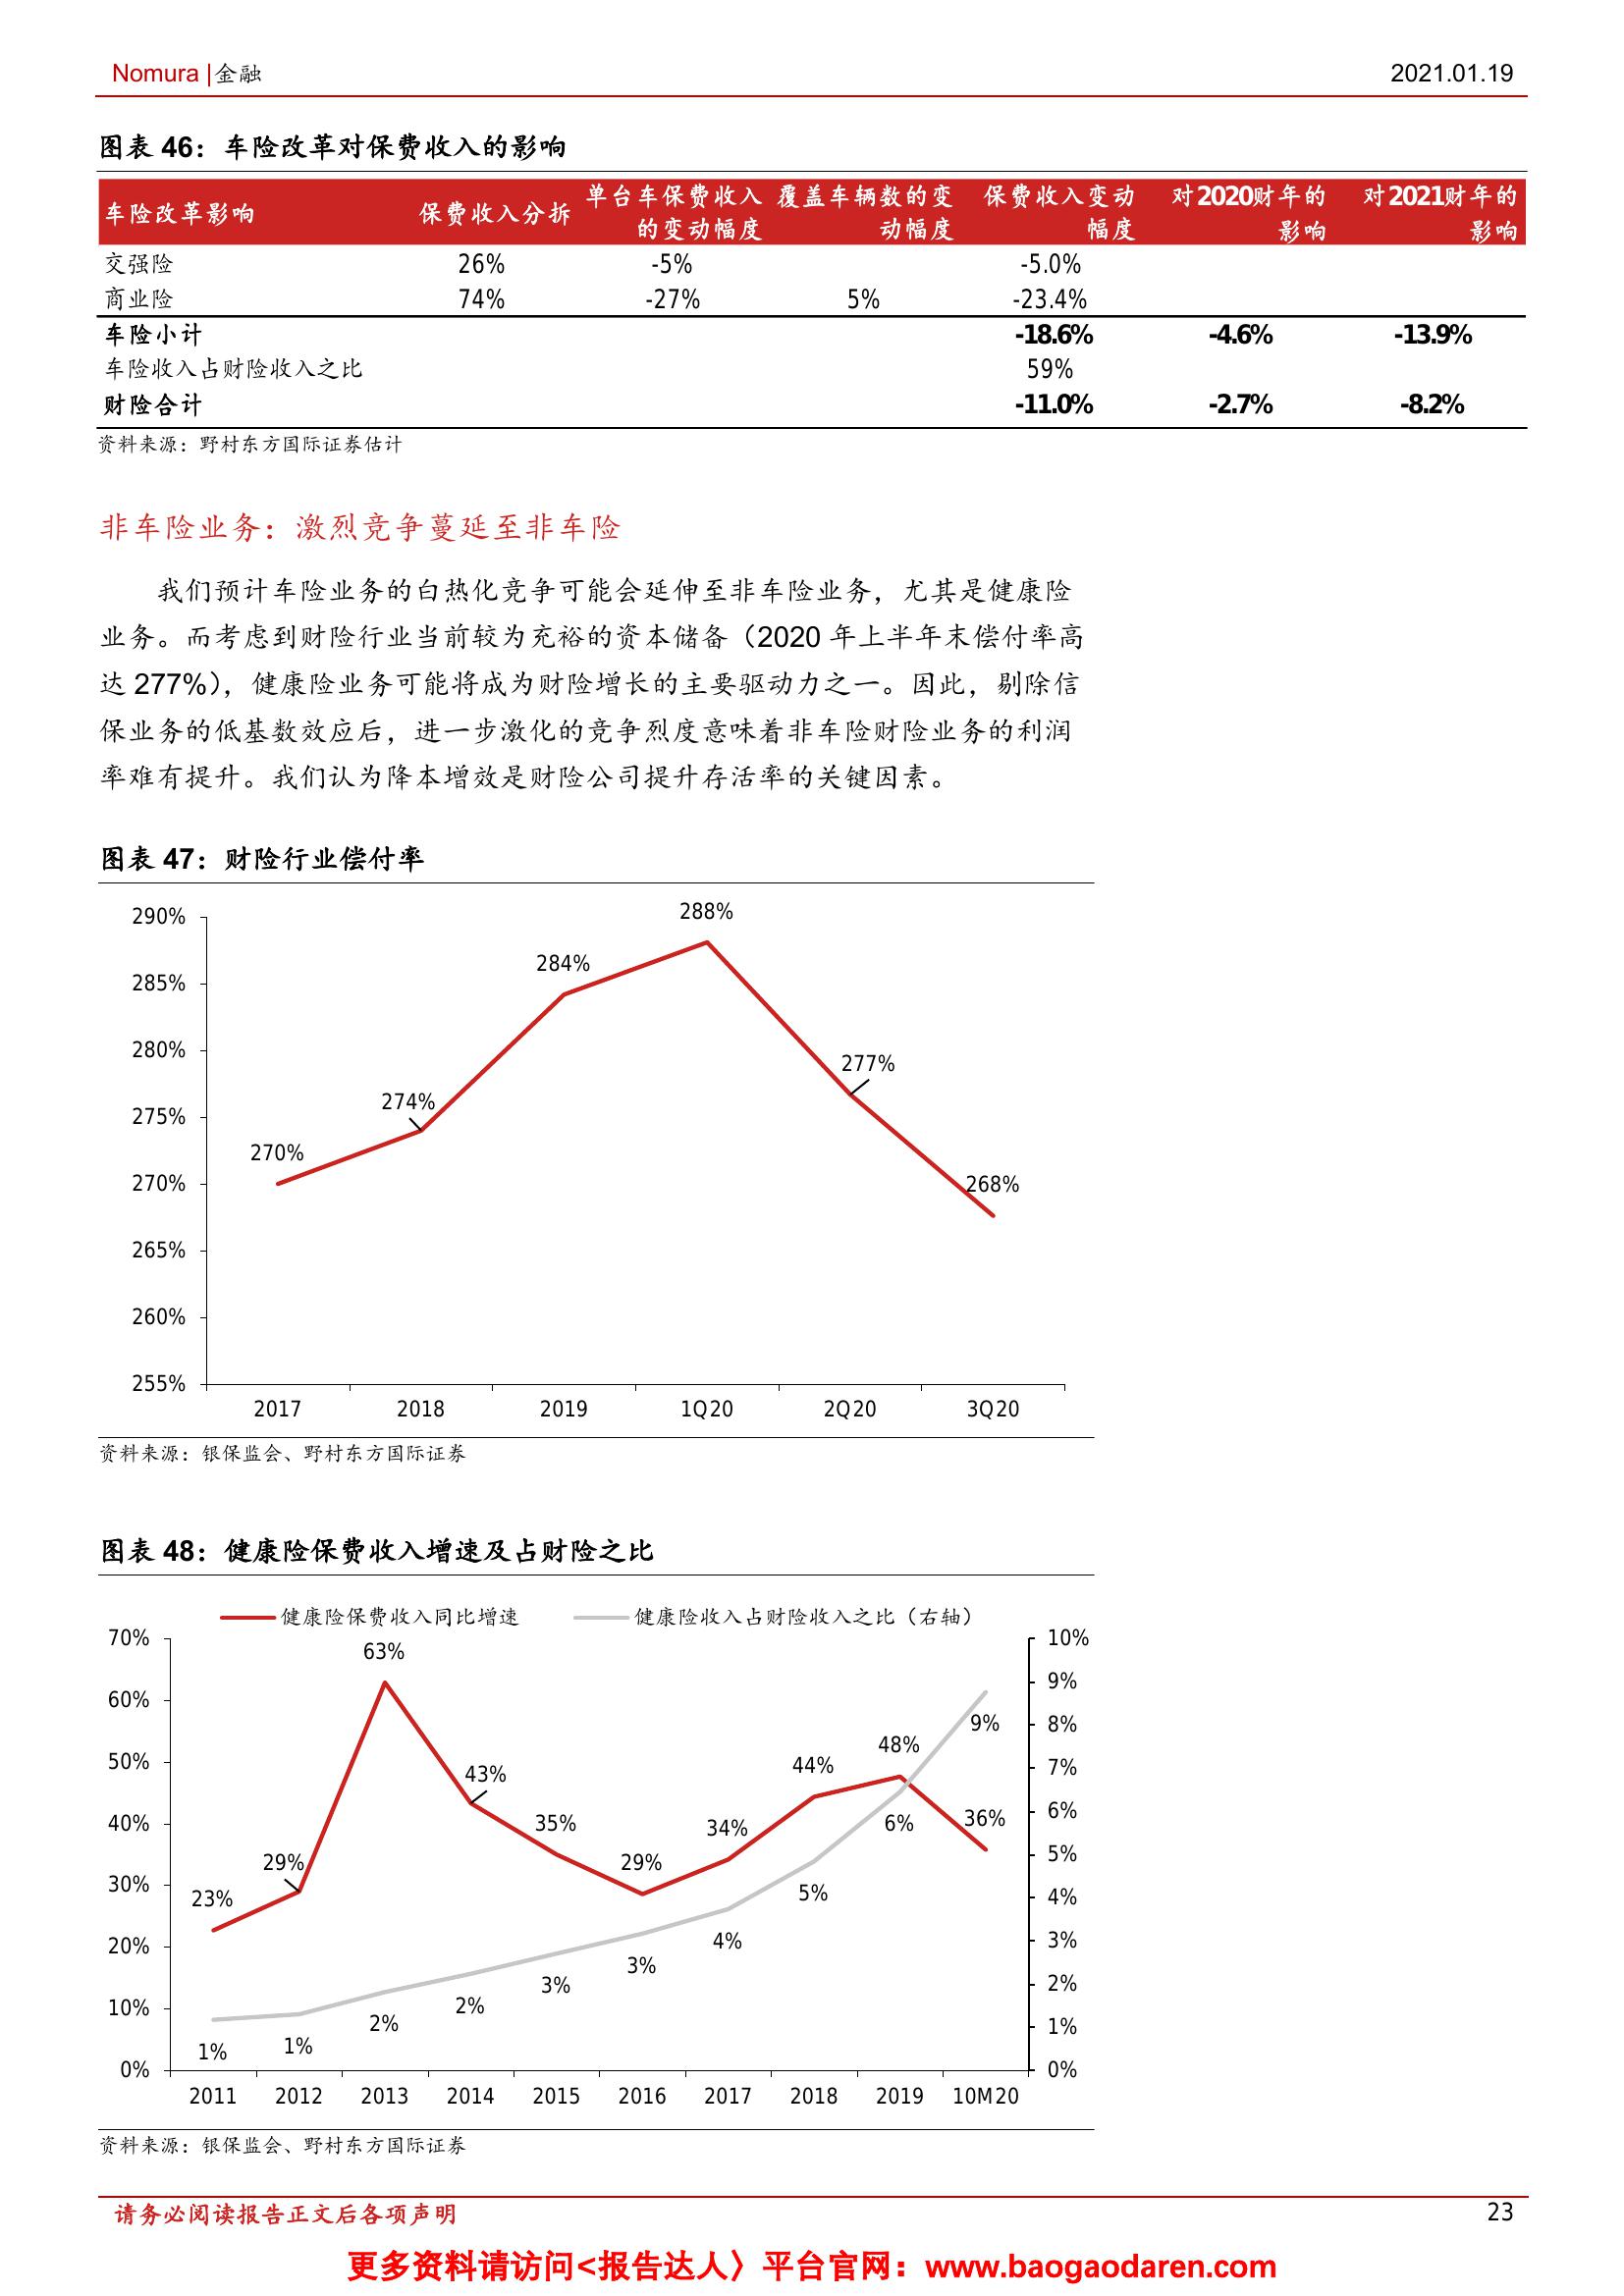 Nomura |金融 2021.01.19
图表 46：车险改革对保费收入的影响
车险改革影响 保费收入分拆 单台车保费收入的变动幅度 覆盖车辆数的变动幅度 保费收入变动幅度 对2020财年的影响 对2021财年的影响
交强险 26% -5% -5.0%
商业险 74% -27% 5% -23.4%
车险小计 -18.6% -4.6% -13.9%
车险收入占财险收入之比 59%
财险合计 -11.0% -2.7% -8.2%
资料来源：野村东方国际证券估计
非车险业务：激烈竞争蔓延至非车险
我们预计车险业务的白热化竞争可能会延伸至非车险业务，尤其是健康险
业务。而考虑到财险行业当前较为充裕的资本储备（2020 年上半年末偿付率高
达 277%），健康险业务可能将成为财险增长的主要驱动力之一。因此，剔除信
保业务的低基数效应后，进一步激化的竞争烈度意味着非车险财险业务的利润
率难有提升。我们认为降本增效是财险公司提升存活率的关键因素。
图表 47：财险行业偿付率
290%
285%
280%
275%
270%
265%
260%
255%
270%
274%
284%
288%
277%
268%
2017 2018 2019 1Q20 2Q20 3Q20
资料来源：银保监会、野村东方国际证券
图表 48：健康险保费收入增速及占财险之比
健康险保费收入同比增速 健康险收入占财险收入之比（右轴）
70%
60%
50%
40%
30%
20%
10%
0%
23%
29%
63%
43%
35%
29%
34%
44%
48%
36%
1%
1%
2%
2%
3%
3%
4%
5%
6%
9%
10%
9%
8%
7%
6%
5%
4%
3%
2%
1%
0%
2011 2012 2013 2014 2015 2016 2017 2018 2019 10M20
资料来源：银保监会、野村东方国际证券
请务必阅读报告正文后各项声明 23
更多资料请访问<报告达人〉平台官网：www.baogaodaren.com